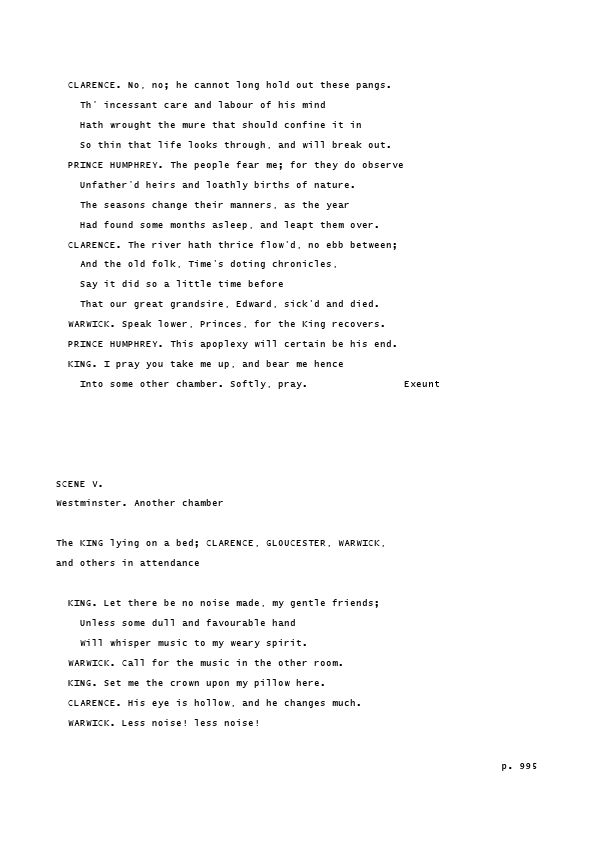 CLARENCE. No, no; he cannot long hold out these pangs.
Th' incessant care and labour of his mind
Hath wrought the mure that should confine it in
So thin that life looks through, and will break out.
PRINCE HUMPHREY. The people fear me; for they do observe
Unfather'd heirs and loathly births of nature.
The seasons change their manners, as the year
Had found some months asleep, and leapt them over.
CLARENCE. The river hath thrice flow'd, no ebb between;
And the old folk, Time's doting chronicles,
Say it did so a little time before
That our great grandsire, Edward, sick'd and died.
WARWICK. Speak lower, Princes, for the King recovers.
PRINCE HUMPHREY. This apoplexy will certain be his end.
KING. I pray you take me up, and bear me hence
Into some other chamber. Softly, pray. Exeunt
SCENE V.
Westminster. Another chamber
The KING lying on a bed; CLARENCE, GLOUCESTER, WARWICK,
and others in attendance
KING. Let there be no noise made, my gentle friends;
Unless some dull and favourable hand
Will whisper music to my weary spirit.
WARWICK. Call for the music in the other room.
KING. Set me the crown upon my pillow here.
CLARENCE. His eye is hollow, and he changes much.
WARWICK. Less noise! less noise!
p. 995